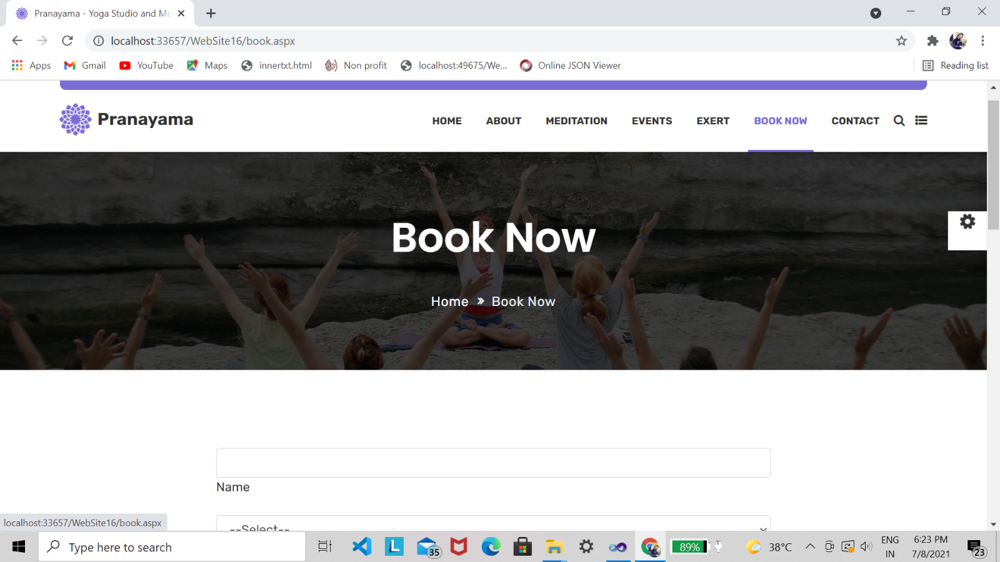 Pranayama - Yoga Studio and Me
localhost:33657/WebSite16/book.aspx
Apps Gmail YouTube Maps innertxt.html Non profit localhost:49675/We... Online JSON Viewer Reading list
Pranayama HOME ABOUT MEDITATION EVENTS EXERT BOOK NOW CONTACT
Book Now
Home » Book Now
Name
--Select--
localhost:33657/WebSite16/book.aspx
Type here to search L 35 89% 38°C ENG IN 6:23 PM 7/8/2021 23